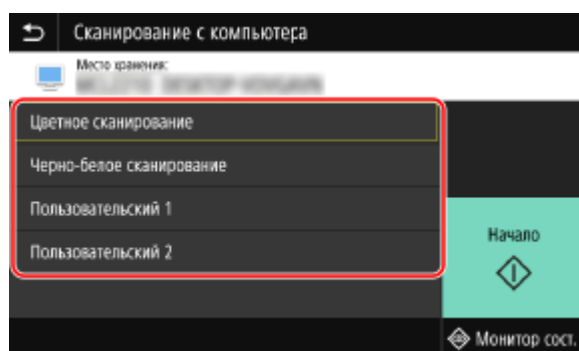 Сканирование с компьютера
Место хранения:
Цветное сканирование
Черно-белое сканирование
Пользовательский 1
Пользовательский 2
Начало
Монитор сост.